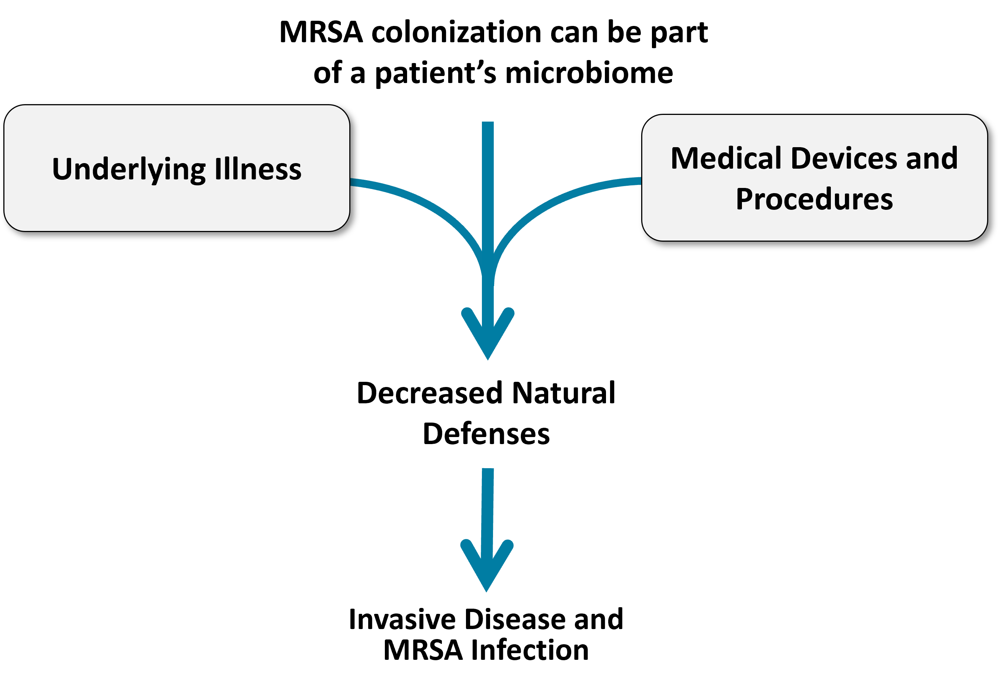 MRSA colonization can be part
of a patient’s microbiome
Underlying Illness
Medical Devices and
Procedures
Decreased Natural
Defenses
Invasive Disease and
MRSA Infection